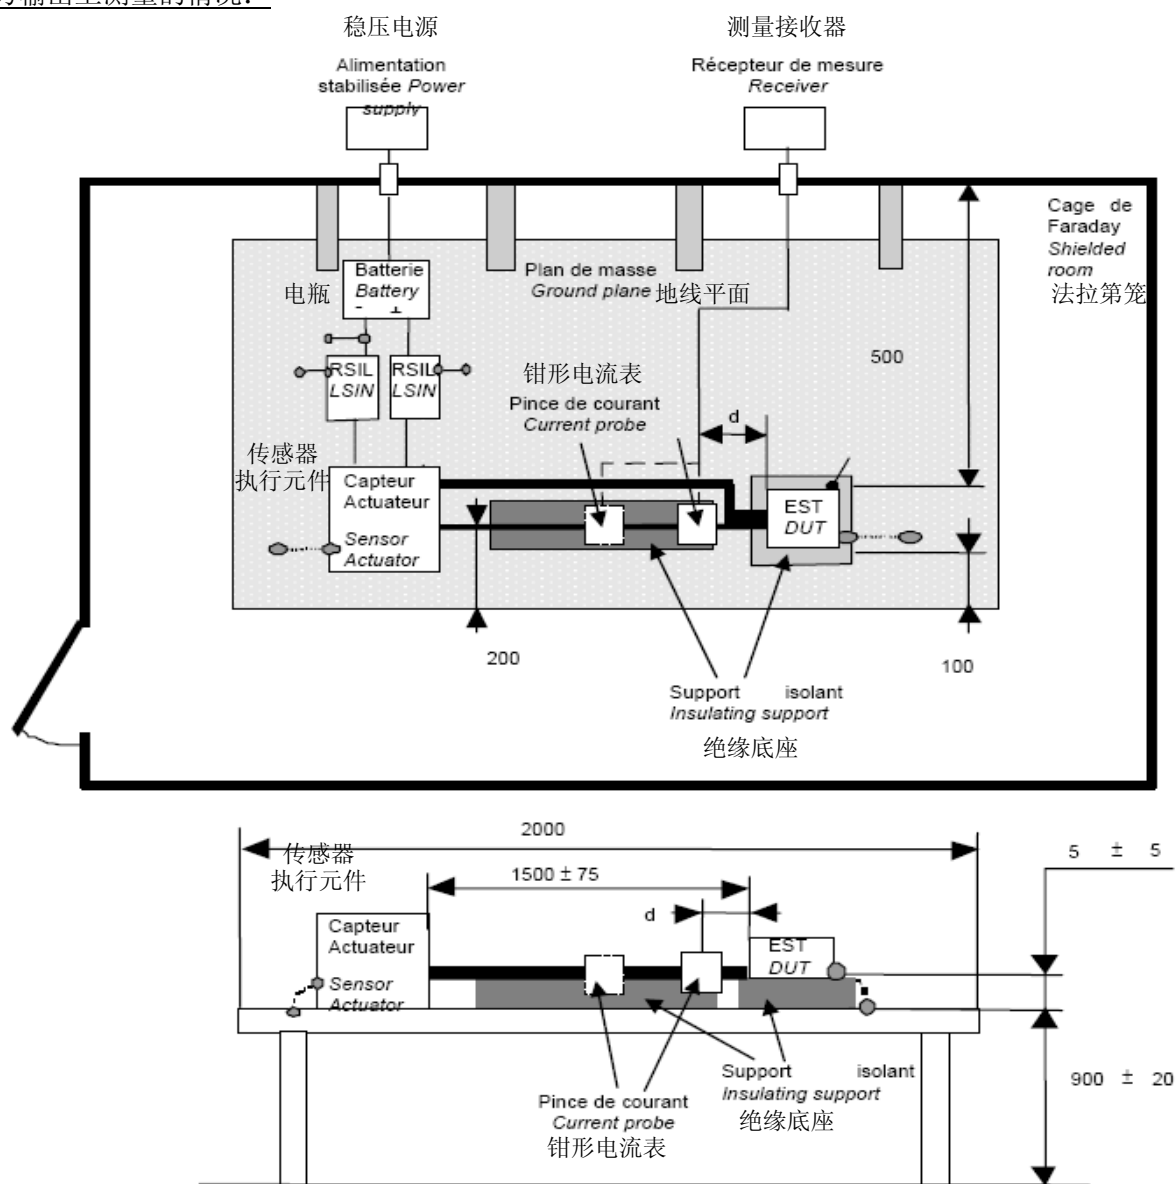 稳压电源
测量接收器
Alimentation
stabilisée Power
supply
Récepteur de mesure
Receiver
Cage de
Faraday
Shielded
room
法拉第笼
Batterie
Battery
- +
电瓶
Plan de masse
Ground plane
地线平面
500
RSIL
LSIN
RSIL
LSIN
钳形电流表
Pince de courant
Current probe
d
传感器
执行元件
Capteur
Actuateur
Sensor
Actuator
EST
DUT
200
100
Support isolant
Insulating support
绝缘底座
2000
传感器
执行元件
1500 ± 75
5 ± 5
d
Capteur
Actuateur
Sensor
Actuator
EST
DUT
900 ± 20
Support isolant
Insulating support
绝缘底座
Pince de courant
Current probe
钳形电流表